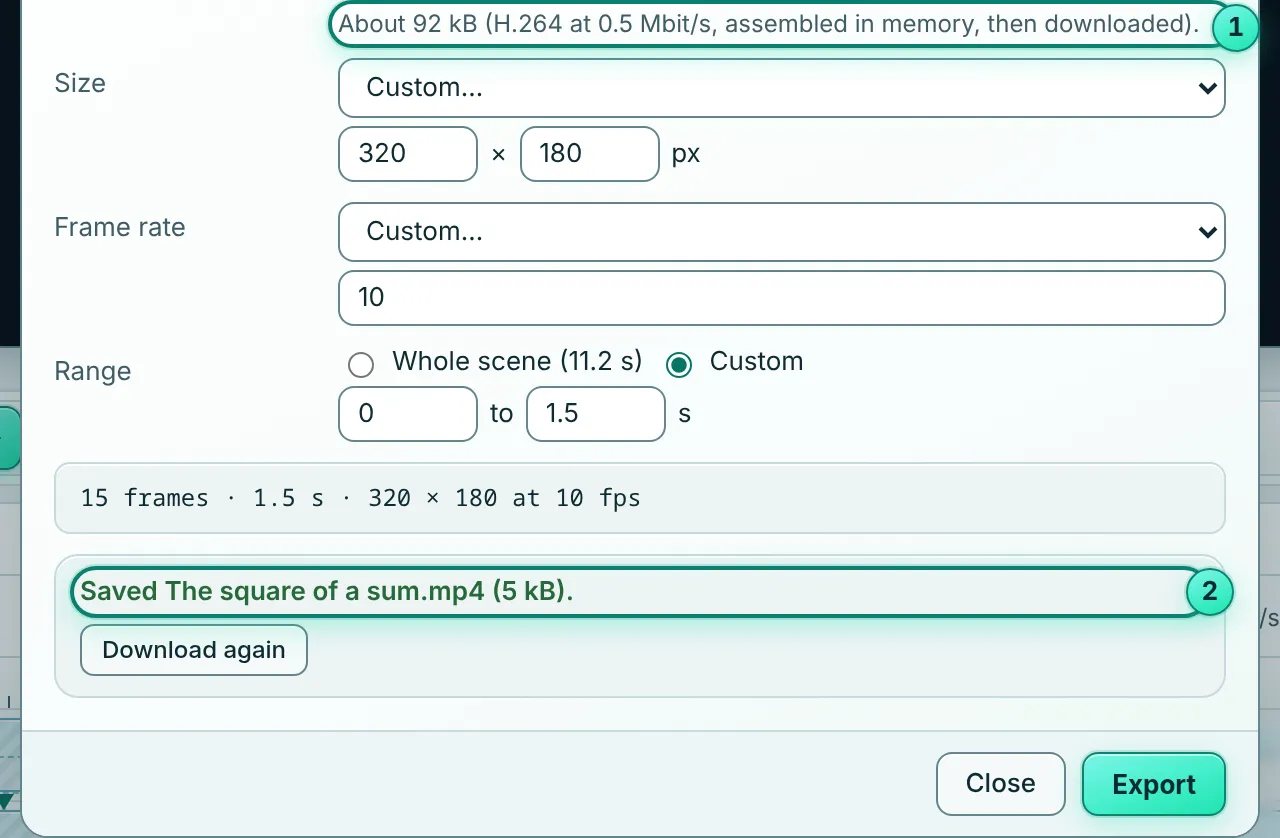 About 92 kB (H.264 at 0.5 Mbit/s, assembled in memory, then downloaded).
1
Size
Custom...
320 × 180 px
Frame rate
Custom...
10
Range
Whole scene (11.2 s) Custom
0 to 1.5 s
15 frames · 1.5 s · 320 × 180 at 10 fps
Saved The square of a sum.mp4 (5 kB).
2
/s
Download again
Close Export